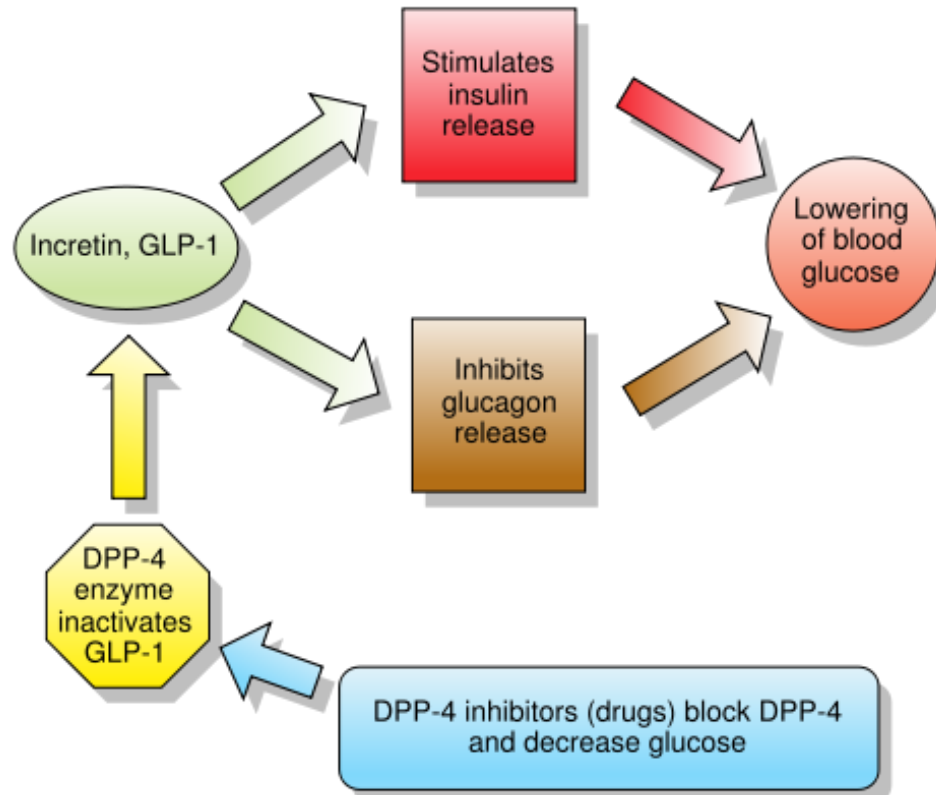 Stimulates
insulin
release
Incretin, GLP-1
Lowering
of blood
glucose
Inhibits
glucagon
release
DPP-4
enzyme
inactivates
GLP-1
DPP-4 inhibitors (drugs) block DPP-4
and decrease glucose